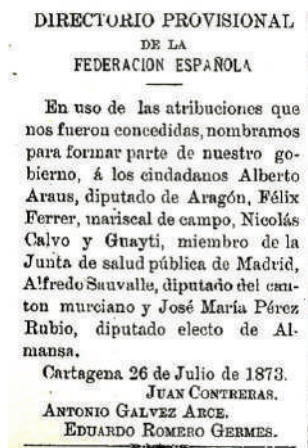 DIRECTORIO PROVISIONAL
DE LA
FEDERACION ESPAÑOLA
En uso de las atribuciones que
nos fueron concedidas, nombramos
para formar parte de nuestro go-
bierno, á los ciudadanos Alberto
Araus, diputado de Aragón, Félix
Ferrer, mariscal de campo, Nicolás
Calvo y Guayti, miembro de la
Junta de salud pública de Madrid,
Alfredo Sauvalle, diputado del can-
ton murciano y José María Pérez
Rubio, diputado electo de Al-
mansa.
Cartagena 26 de Julio de 1873.
JUAN CONTRERAS.
ANTONIO GALVEZ ARCE.
EDUARDO ROMERO GERMES.